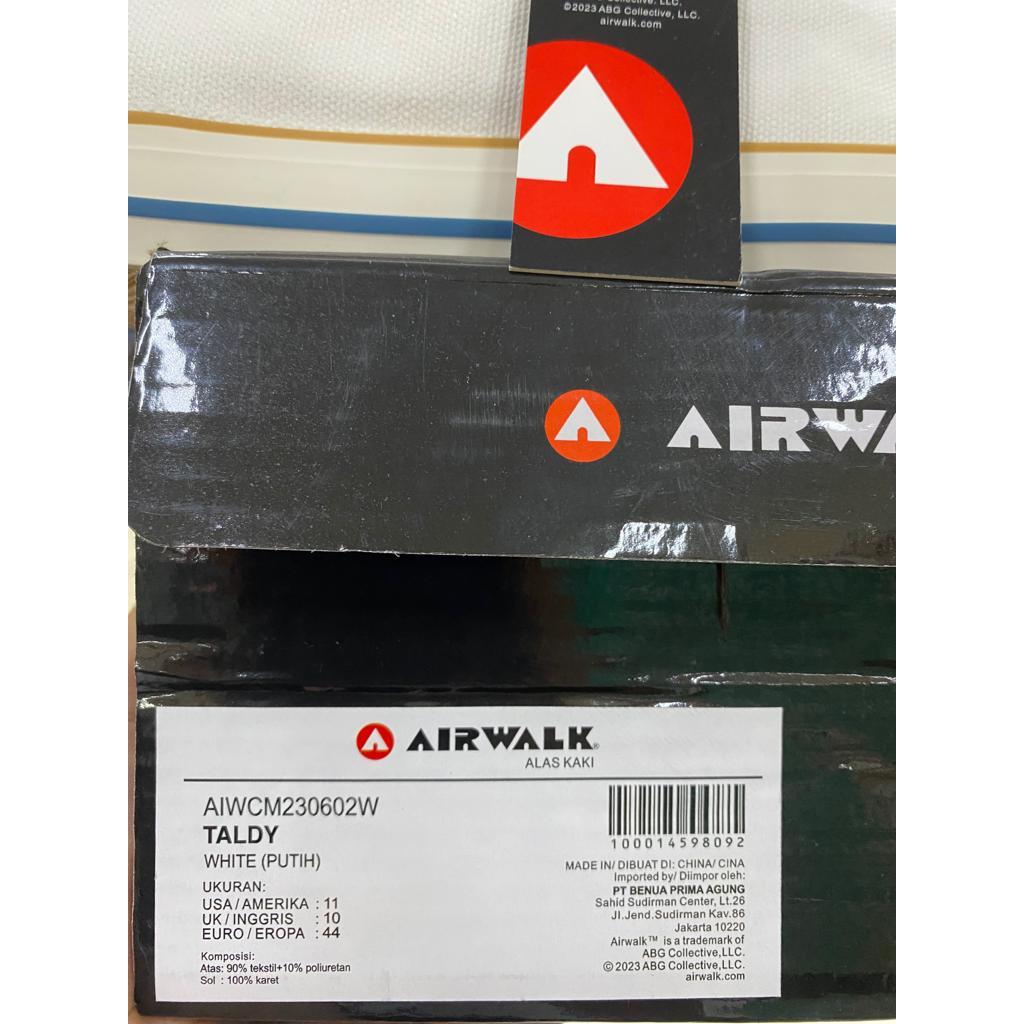 ©2023 ABG Collective, LLC.
airwalk.com
AIRWA
AIRWALK®
ALAS KAKI
AIWCM230602W
TALDY
WHITE (PUTIH)
UKURAN:
USA / AMERIKA : 11
UK / INGGRIS : 10
EURO / EROPA : 44
Komposisi:
Atas: 90% tekstil+10% poliuretan
Sol : 100% karet
100014598092
MADE IN/ DIBUAT DI: CHINA/ CINA
Imported by/ Diimpor oleh:
PT BENUA PRIMA AGUNG
Sahid Sudirman Center, Lt.26
Jl.Jend.Sudirman Kav.86
Jakarta 10220
Airwalk™ is a trademark of
ABG Collective,LLC.
©2023 ABG Collective,LLC.
airwalk.com